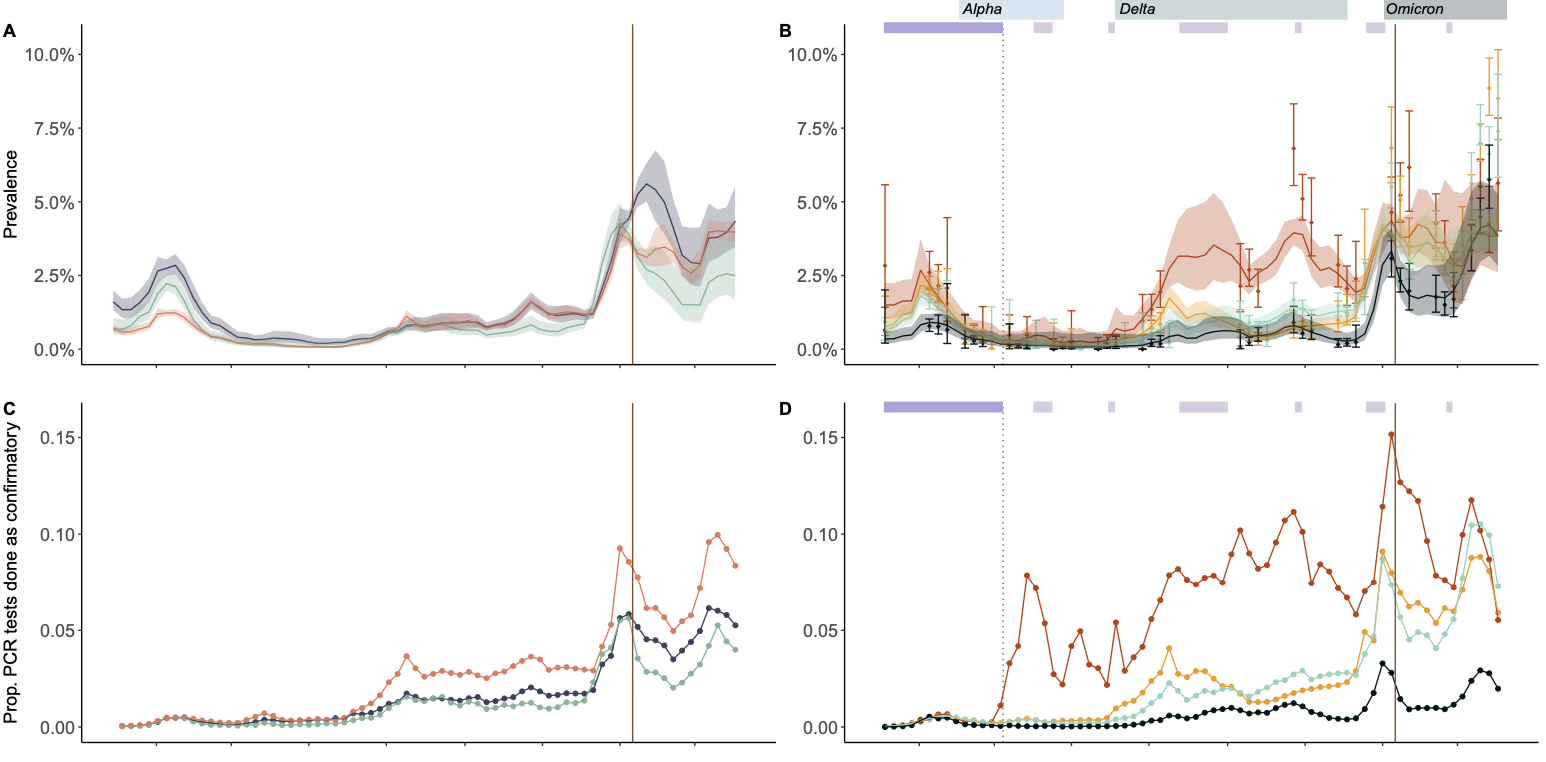 Alpha
Delta
Omicron
A
B
10.0%
7.5%
5.0%
2.5%
0.0%
Prevalence
10.0%
7.5%
5.0%
2.5%
0.0%
C
D
0.15
0.10
0.05
0.00
Prop. PCR tests done as confirmatory
0.15
0.10
0.05
0.00